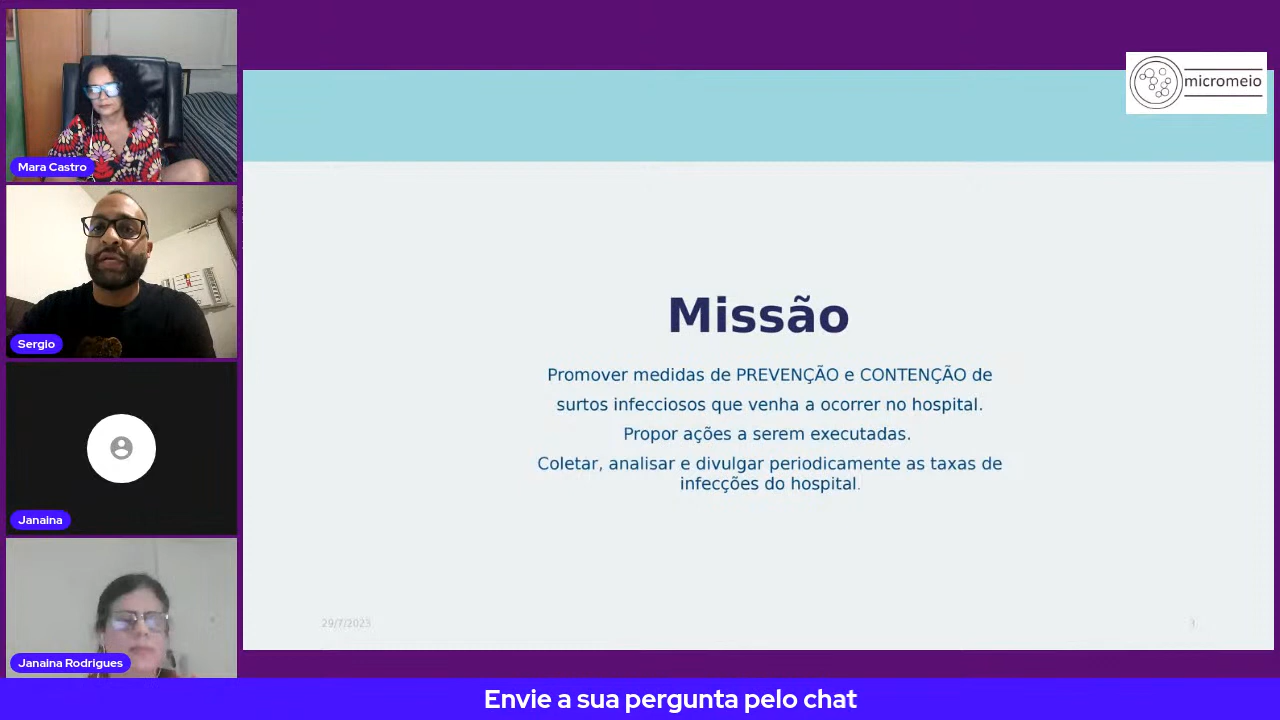 micromeio
Mara Castro
Sergio
Janaina
Janaina Rodrigues
Missão
Promover medidas de PREVENÇÃO e CONTENÇÃO de
surtos infecciosos que venha a ocorrer no hospital.
Propor ações a serem executadas.
Coletar, analisar e divulgar periodicamente as taxas de
infecções do hospital.
29/7/2023
3
Envie a sua pergunta pelo chat